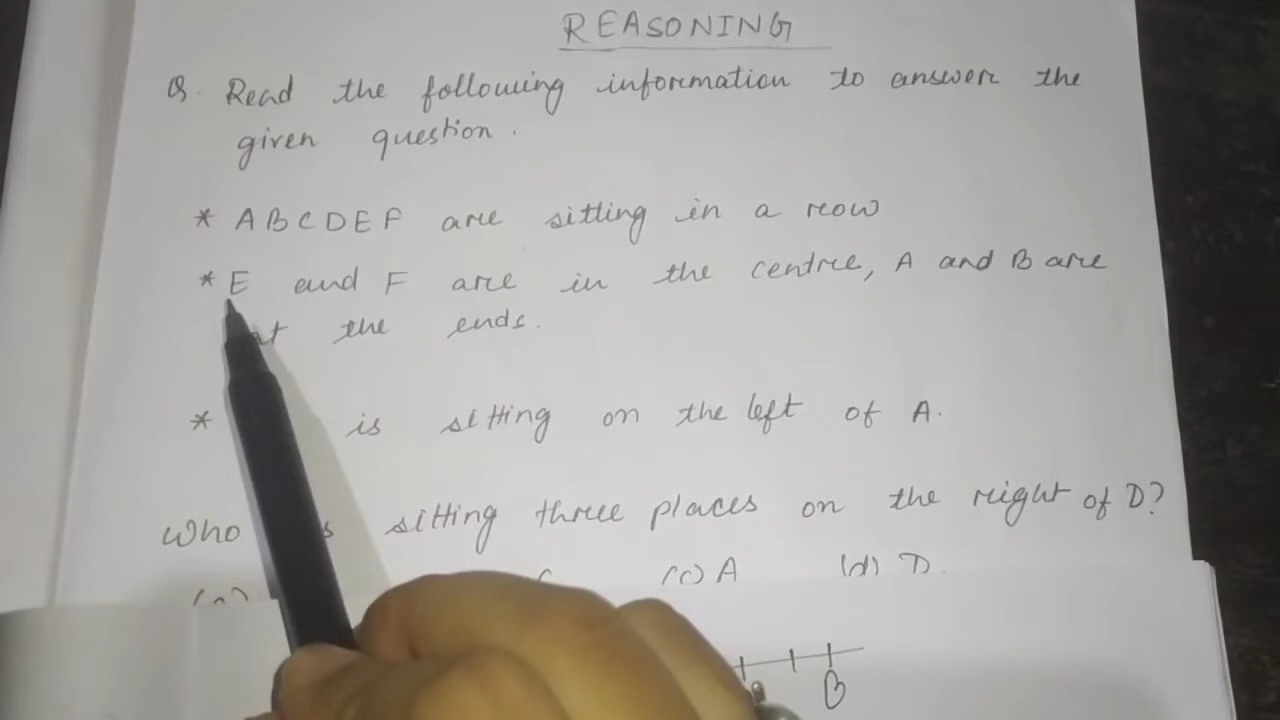 REASONING
Q. Read the following information to answer the
given question.
* A B C D E F are sitting in a row
* E and F are in the centre, A and B are
at the ends.
* is sitting on the left of A.
Who sitting three places on the right of D?
(c) A (d) D
B